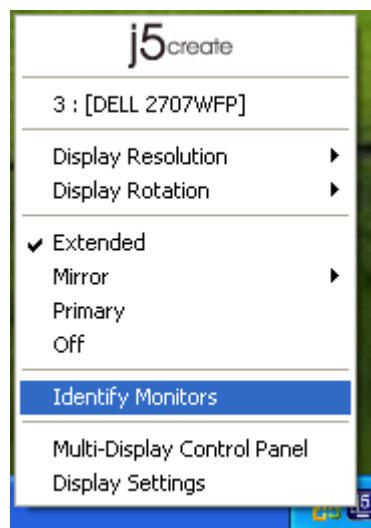 j5create
3 : [DELL 2707WFP]
Display Resolution
Display Rotation
Extended
Mirror
Primary
Off
Identify Monitors
Multi-Display Control Panel
Display Settings